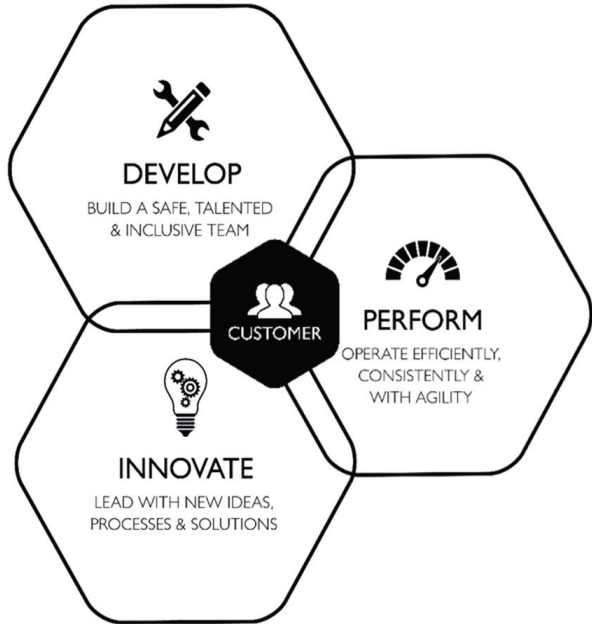 DEVELOP
BUILD A SAFE, TALENTED
& INCLUSIVE TEAM
CUSTOMER
PERFORM
OPERATE EFFICIENTLY,
CONSISTENTLY &
WITH AGILITY
INNOVATE
LEAD WITH NEW IDEAS,
PROCESSES & SOLUTIONS